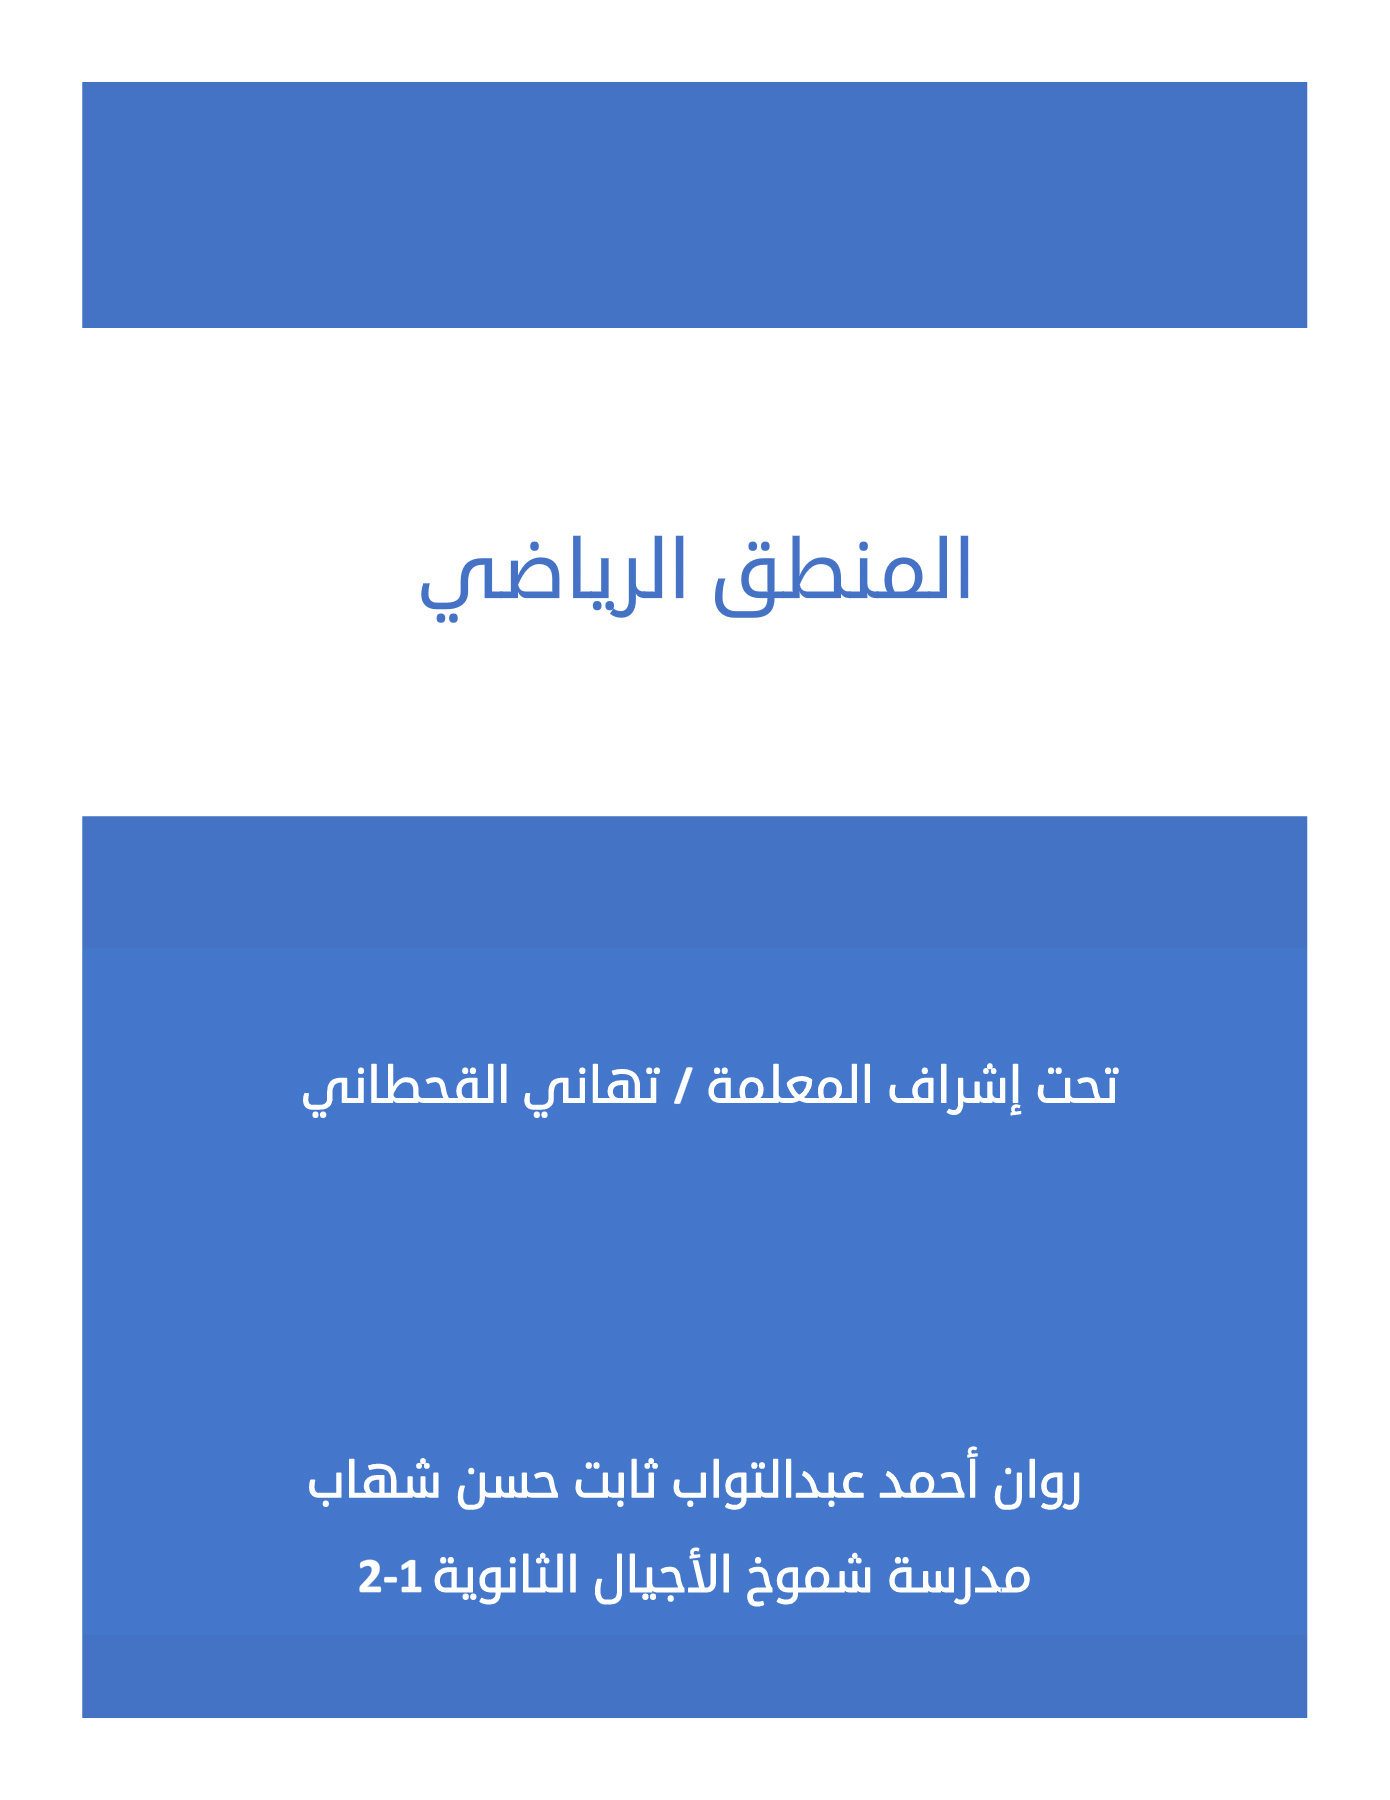 المنطق الرياضي
تحت إشراف المعلمة / تهاني القحطاني
روان أحمد عبدالتواب ثابت حسن شهاب
مدرسة شموخ الأجيال الثانوية 1-2